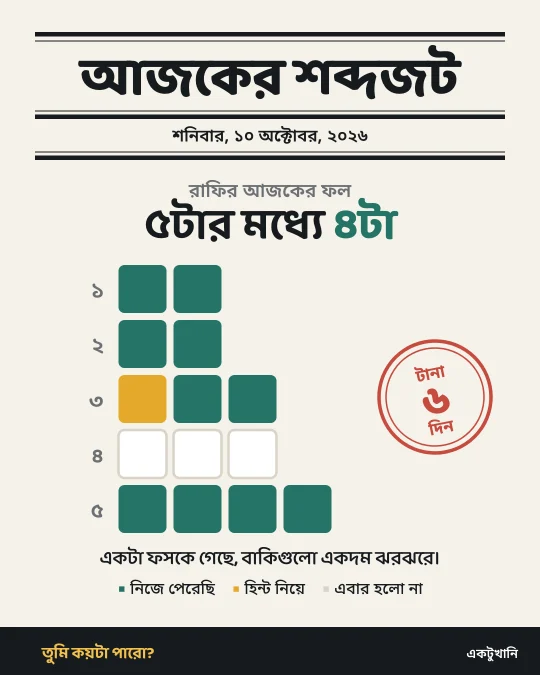 আজকের শব্দজট
শনিবার, ১০ অক্টোবর, ২০২৬
রাফির আজকের ফল
৫টার মধ্যে ৪টা
১
২
৩
৪
৫
টানা
৬
দিন
একটা ফসকে গেছে, বাকিগুলো একদম ঝরঝরে।
নিজে পেরেছি হিন্ট নিয়ে এবার হলো না
তুমি কয়টা পারো? একটুখানি